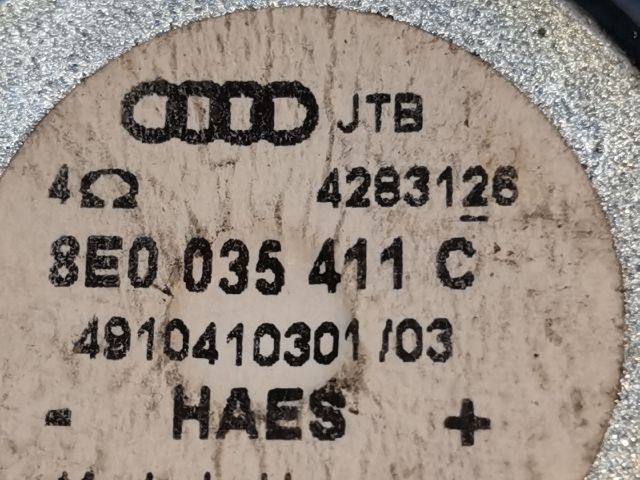 JTB
4Ω 4283126
8E0 035 411 C
4910410301 /03
- HAES +